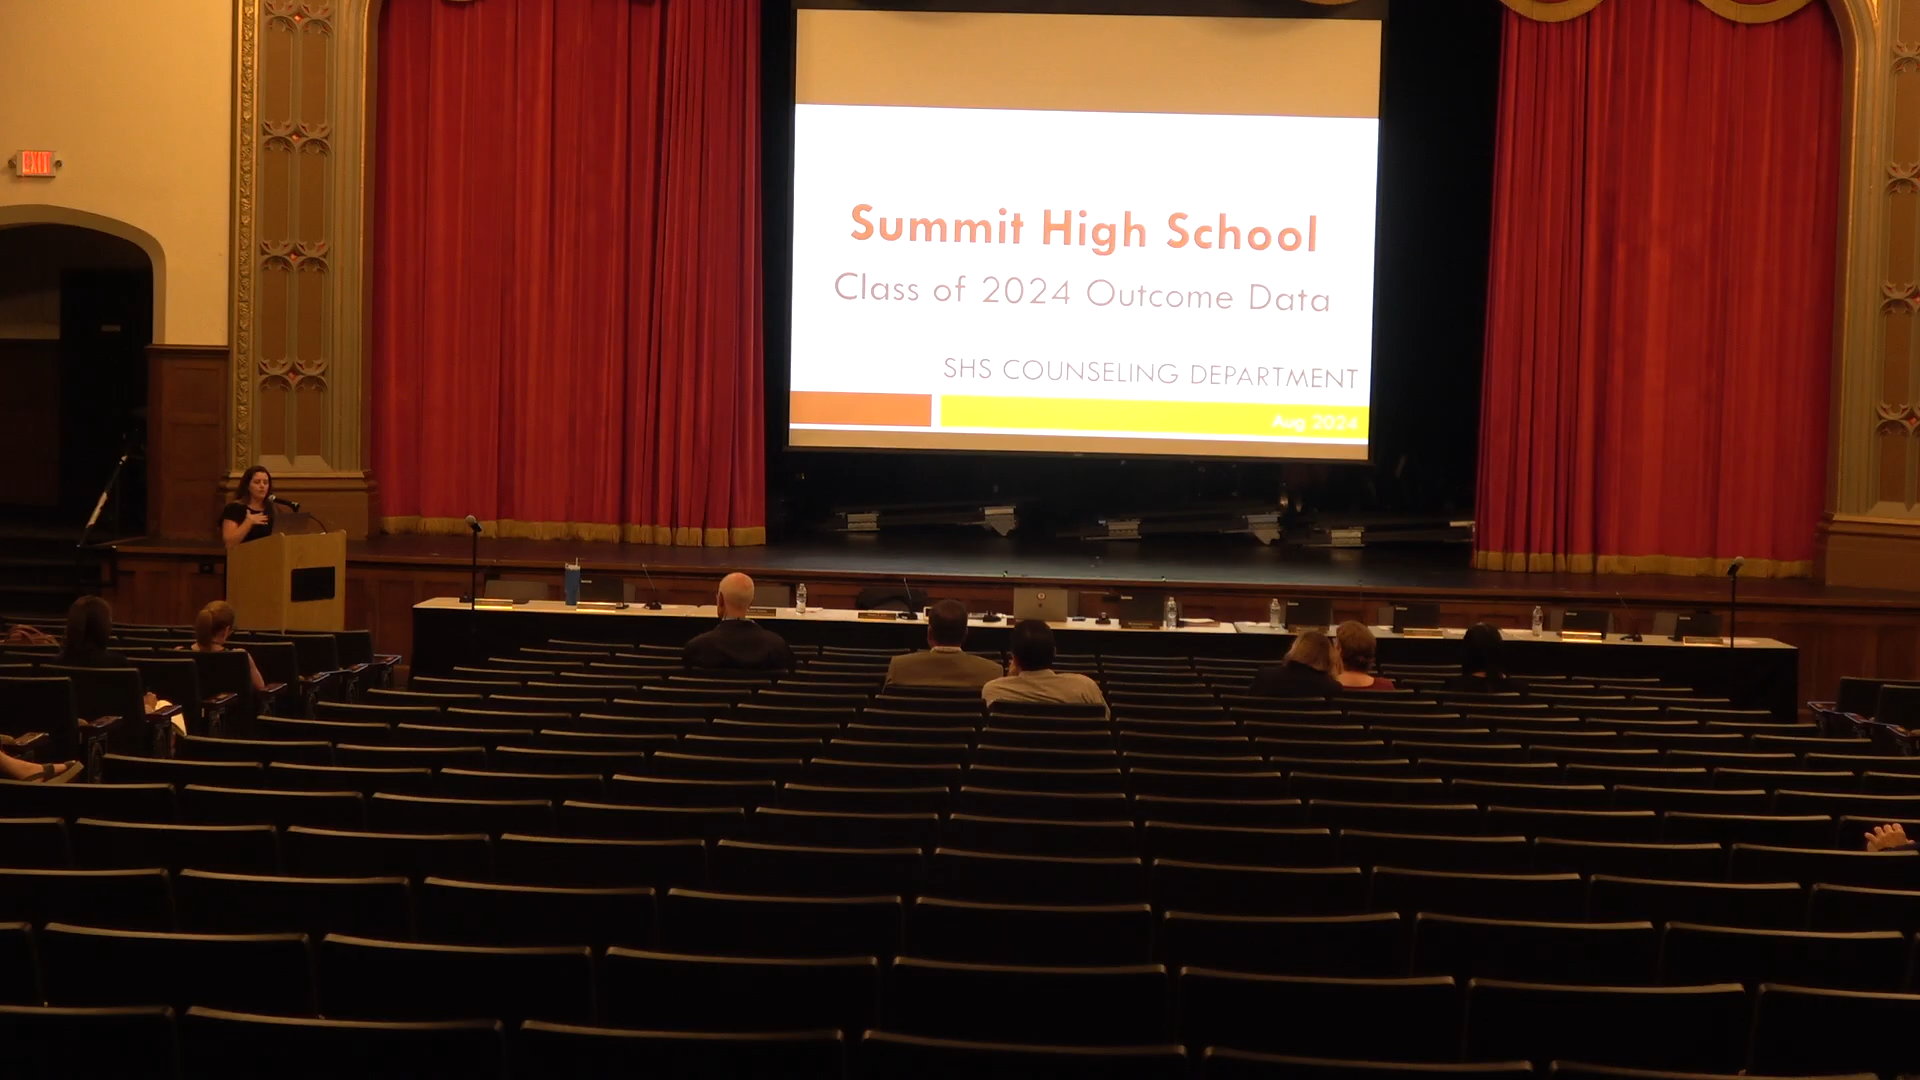 EXIT
Summit High School
Class of 2024 Outcome Data
SHS COUNSELING DEPARTMENT
Aug 2024